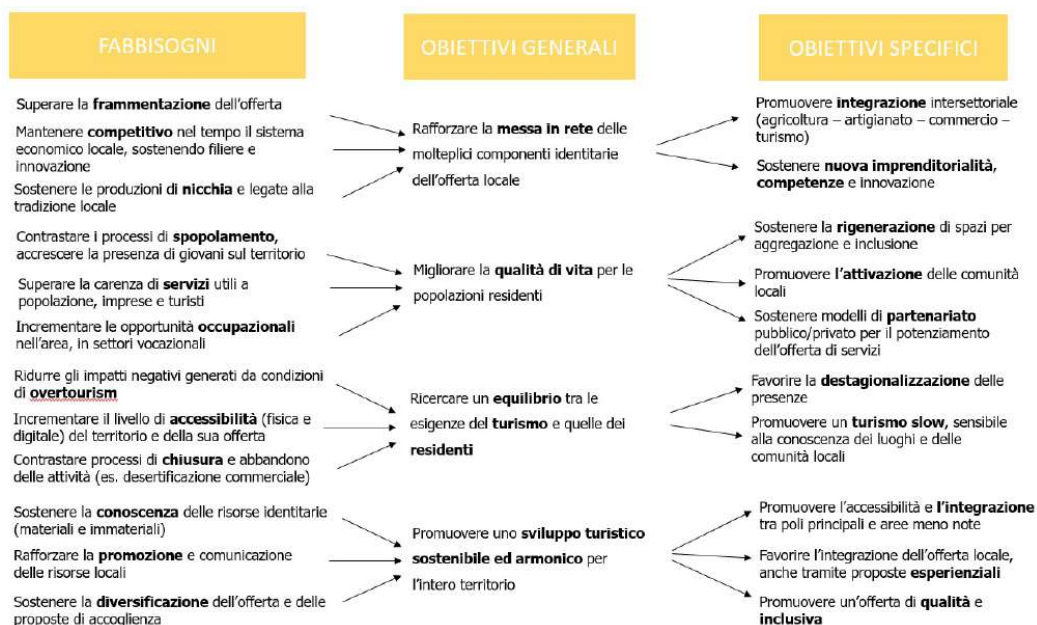 FABBISOGNI
OBIETTIVI GENERALI
OBIETTIVI SPECIFICI
Superare la frammentazione dell'offerta
Mantenere competitivo nel tempo il sistema
economico locale, sostenendo filiere e
innovazione
Sostenere le produzioni di nicchia e legate alla
tradizione locale
Rafforzare la messa in rete delle
molteplici componenti identitarie
dell'offerta locale
Promuovere integrazione intersettoriale
(agricoltura – artigianato – commercio –
turismo)
Sostenere nuova imprenditorialità,
competenze e innovazione
Contrastare i processi di spopolamento,
accrescere la presenza di giovani sul territorio
Superare la carenza di servizi utili a
popolazione, imprese e turisti
Incrementare le opportunità occupazionali
nell'area, in settori vocazionali
Migliorare la qualità di vita per le
popolazioni residenti
Sostenere la rigenerazione di spazi per
aggregazione e inclusione
Promuovere l'attivazione delle comunità
locali
Sostenere modelli di partenariato
pubblico/privato per il potenziamento
dell'offerta di servizi
Ridurre gli impatti negativi generati da condizioni
di overtourism
Incrementare il livello di accessibilità (fisica e
digitale) del territorio e della sua offerta
Contrastare processi di chiusura e abbandono
delle attività (es. desertificazione commerciale)
Ricercare un equilibrio tra le
esigenze del turismo e quelle dei
residenti
Favorire la destagionalizzazione delle
presenze
Promuovere un turismo slow, sensibile
alla conoscenza dei luoghi e delle
comunità locali
Sostenere la conoscenza delle risorse identitarie
(materiali e immateriali)
Rafforzare la promozione e comunicazione
delle risorse locali
Sostenere la diversificazione dell'offerta e delle
proposte di accoglienza
Promuovere uno sviluppo turistico
sostenibile ed armonico per
l'intero territorio
Promuovere l'accessibilità e l'integrazione
tra poli principali e aree meno note
Favorire l'integrazione dell'offerta locale,
anche tramite proposte esperienziali
Promuovere un'offerta di qualità e
inclusiva